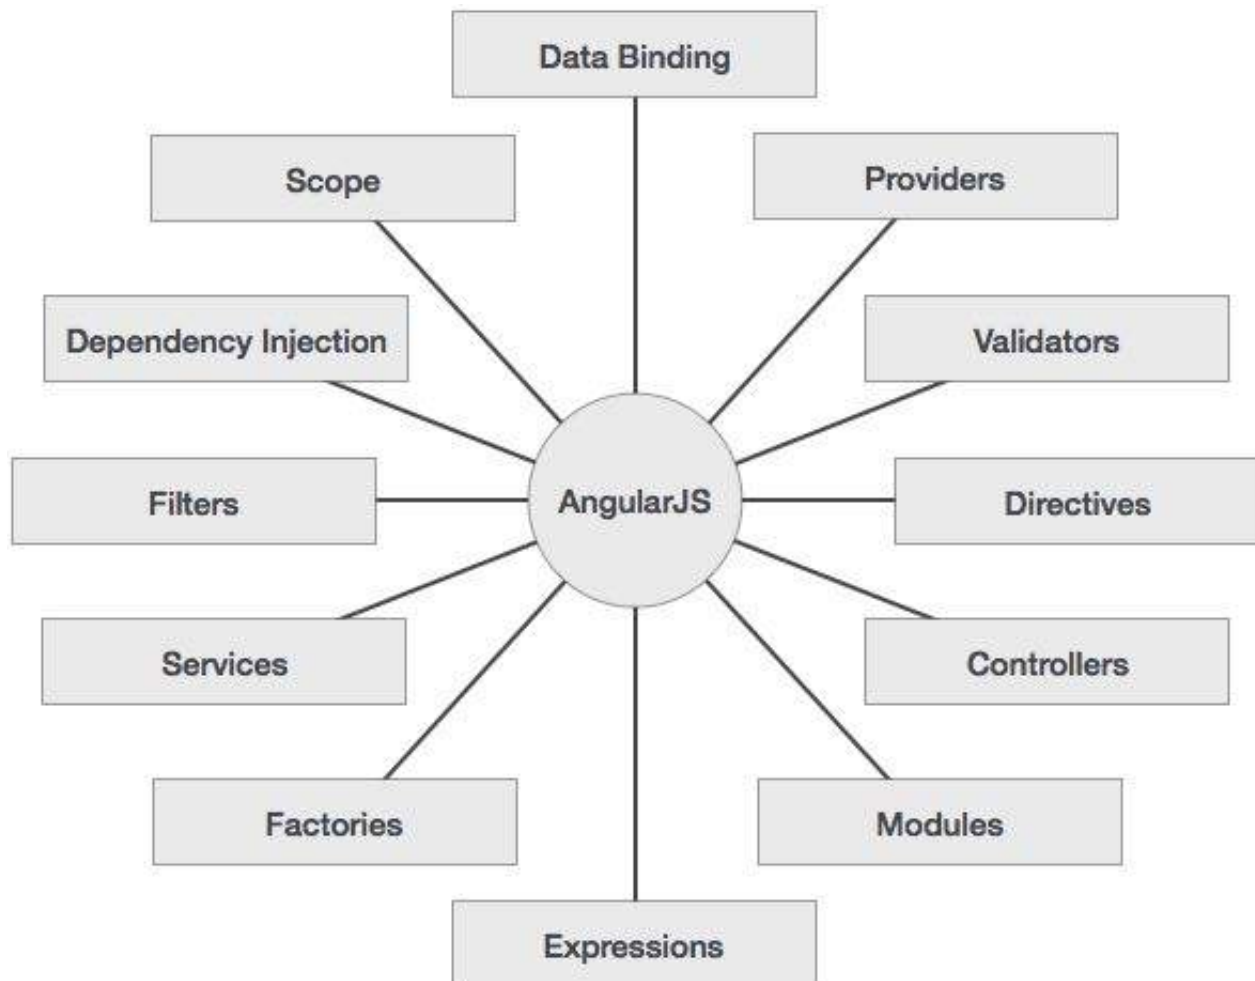 Data Binding
Scope
Providers
Dependency Injection
Validators
Filters
AngularJS
Directives
Services
Controllers
Factories
Modules
Expressions